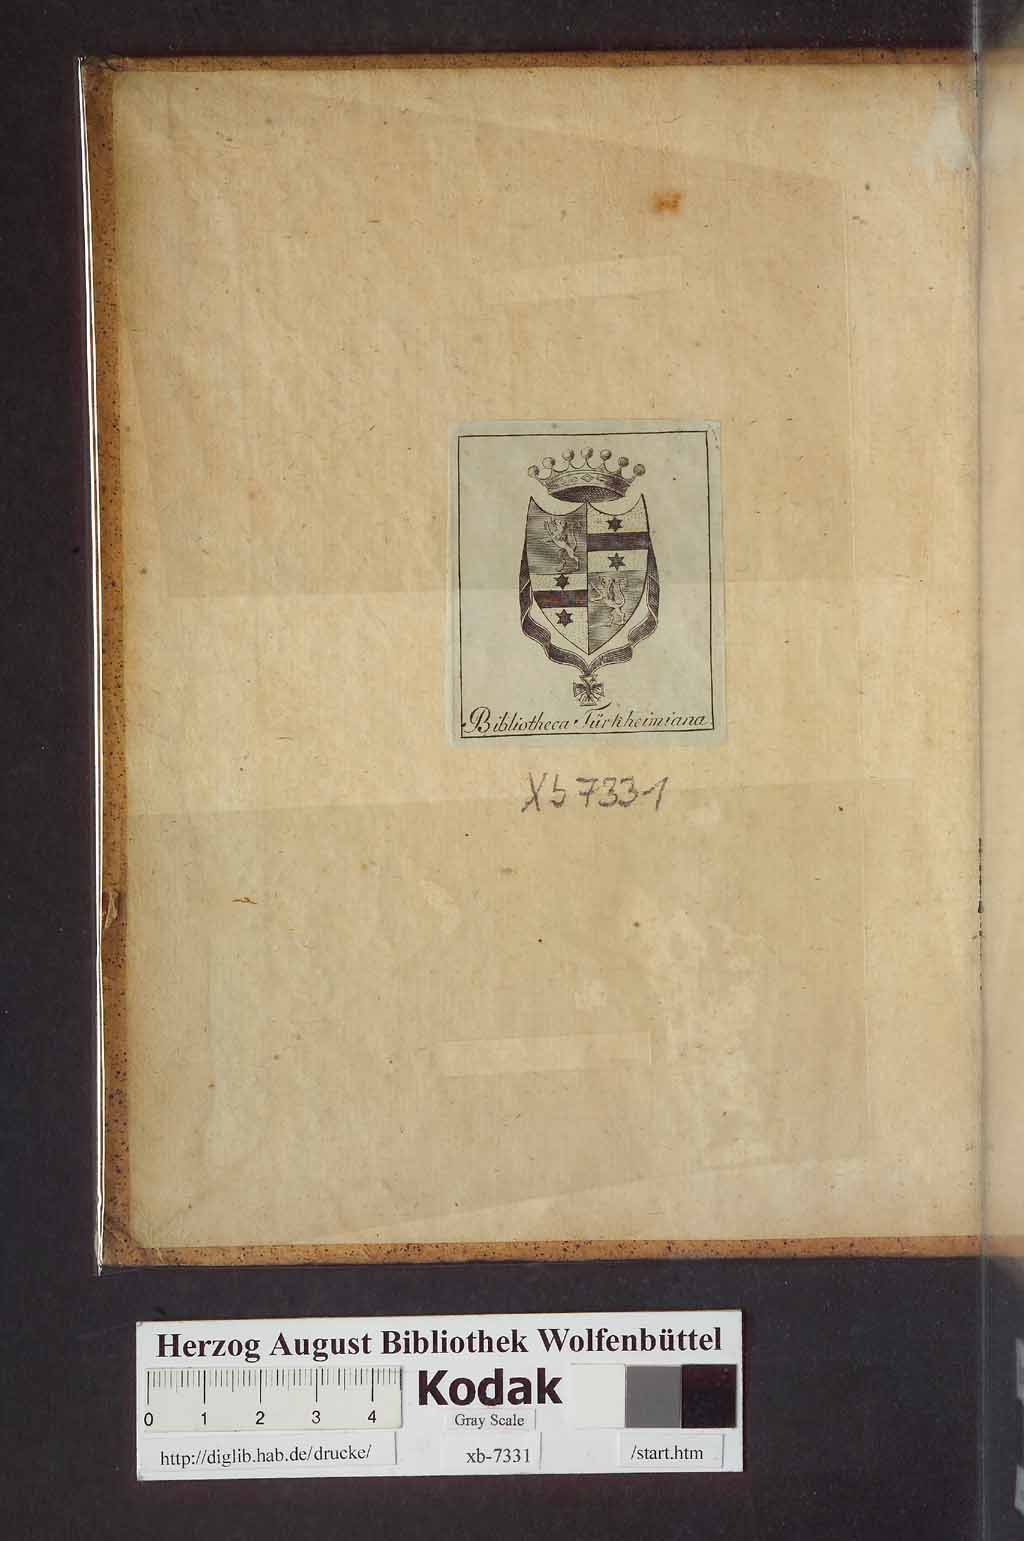 Bibliotheca Türkheimiana
Xb 7331
Herzog August Bibliothek Wolfenbüttel
Kodak
0 1 2 3 4
Gray Scale
http://diglib.hab.de/drucke/ xb-7331 /start.htm